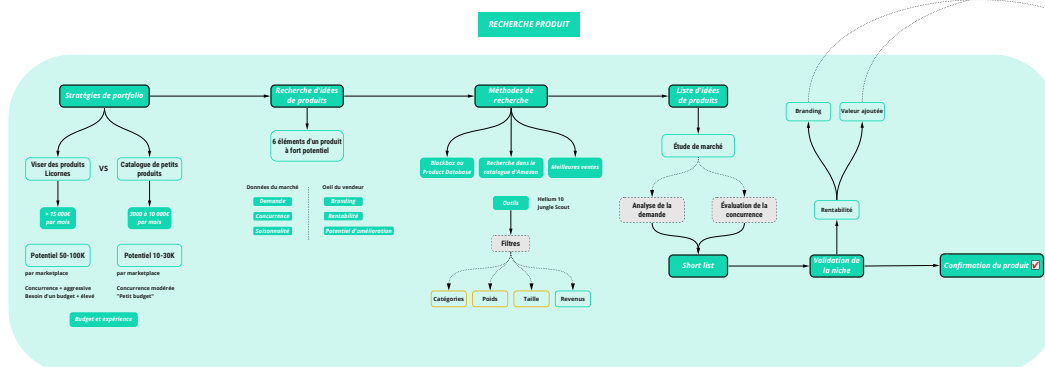 RECHERCHE PRODUIT
Stratégies de portfolio
Recherche d'idées
de produits
Méthodes de
recherche
Liste d'idées
de produits
Branding
Valeur ajoutée
6 éléments d'un produit
à fort potentiel
Étude de marché
Viser des produits
Licornes
VS
Catalogue de petits
produits
Blackbox ou
Product Database
Recherche dans le
catalogue d'Amazon
Meilleures ventes
Données du marché
Oeil du vendeur
Demande
Branding
Concurrence
Rentabilité
Saisonnalité
Potentiel d'amélioration
Outils
Helium 10
Jungle Scout
> 15 000€
par mois
3000 à 10 000€
par mois
Analyse de la
demande
Évaluation de la
concurrence
Rentabilité
Filtres
Potentiel 50-100K
Potentiel 10-30K
par marketplace
par marketplace
Short list
Validation de
la niche
Confirmation du produit ☑
Concurrence + aggressive
Besoin d'un budget + élevé
Concurrence modérée
"Petit budget"
Catégories
Poids
Taille
Revenus
Budget et expérience